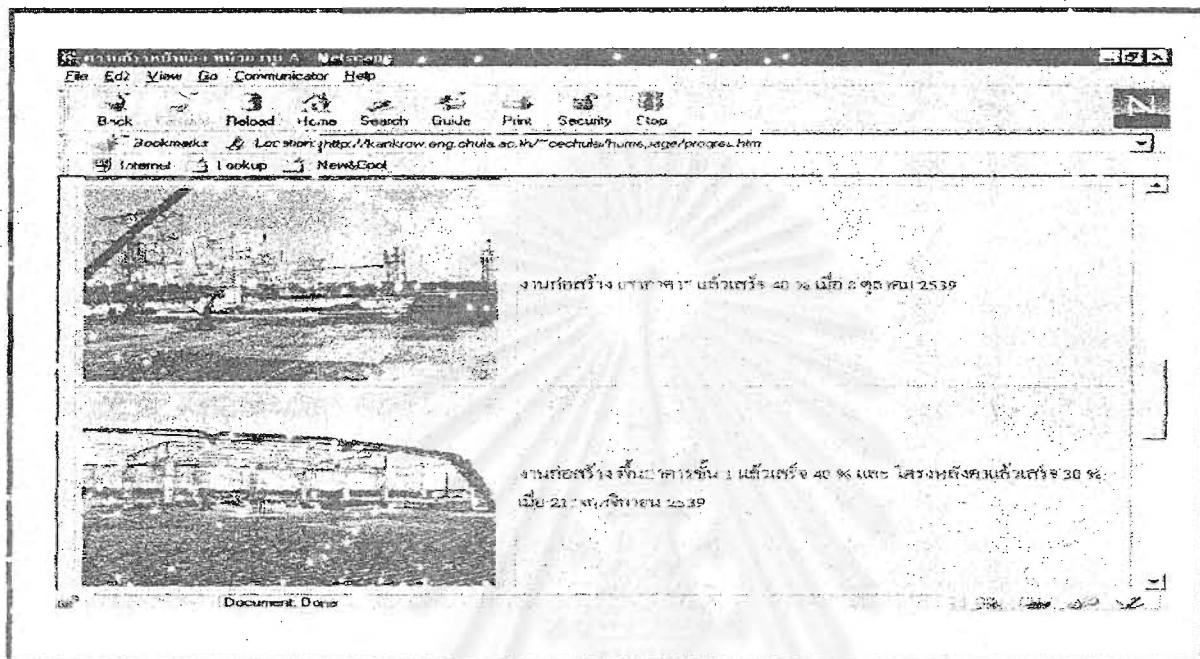 Netscape
File Edit View Go Communicator Help
Back Reload Home Search Guide Print Security Stop
Bookmarks Location: http://kankrow.eng.chula.ac.th/~cechula/homepage/progres.htm
Internet Lookup New&Cool
งานก่อสร้าง แล้วเสร็จ 40 % เมื่อ ตุลาคม 2539
งานก่อสร้าง พื้นอาคารชั้น 1 แล้วเสร็จ 40 % และ โครงหลังคาแล้วเสร็จ 30 %
เมื่อ 21 พฤศจิกายน 2539
Document: Done